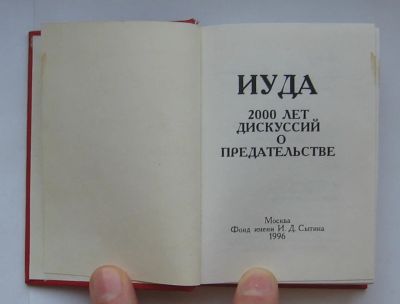 ИУДА
2000 ЛЕТ
ДИСКУССИЙ
О
ПРЕДАТЕЛЬСТВЕ
Москва
Фонд имени И. Д. Сытина
1996